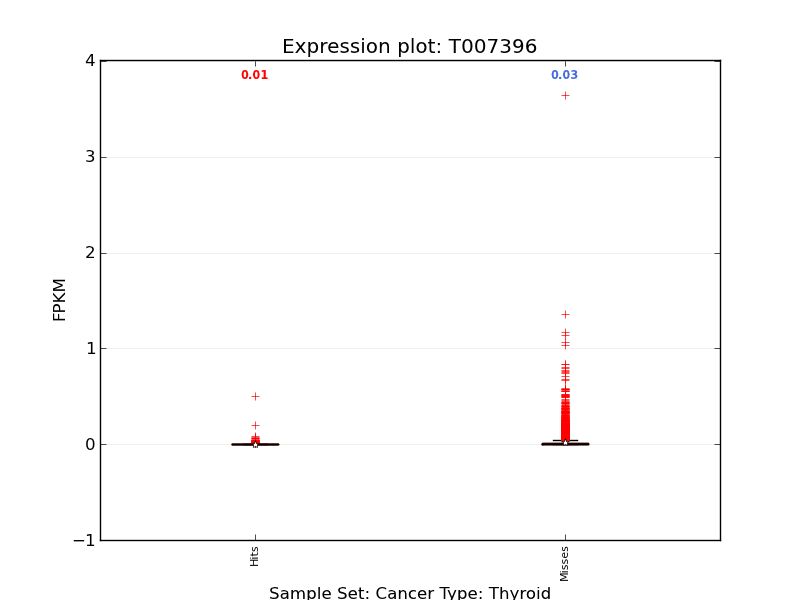 Expression plot: T007396
4
0.01
0.03
3
2
FPKM
1
0
−1
Hits
Misses
Sample Set: Cancer Type: Thyroid